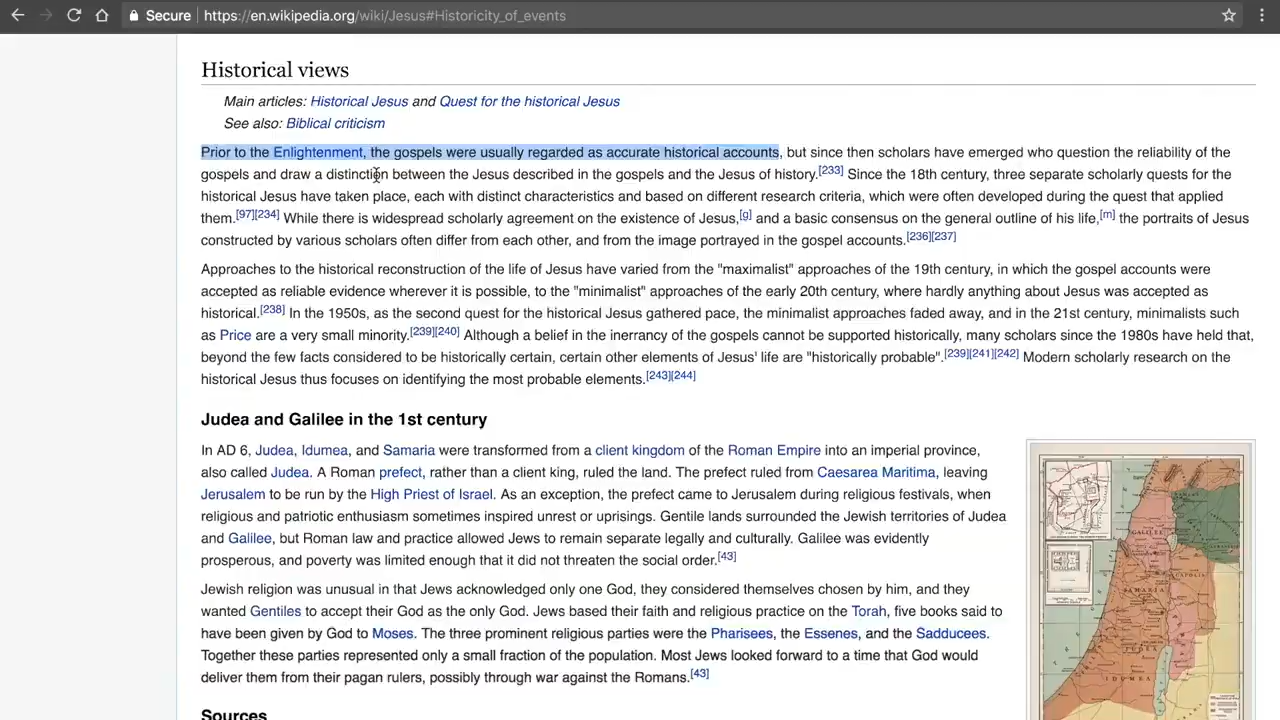 Secure https://en.wikipedia.org/wiki/Jesus#Historicity_of_events
Historical views
Main articles: Historical Jesus and Quest for the historical Jesus
See also: Biblical criticism
Prior to the Enlightenment, the gospels were usually regarded as accurate historical accounts, but since then scholars have emerged who question the reliability of the
gospels and draw a distinction between the Jesus described in the gospels and the Jesus of history.[233] Since the 18th century, three separate scholarly quests for the
historical Jesus have taken place, each with distinct characteristics and based on different research criteria, which were often developed during the quest that applied
them.[97][234] While there is widespread scholarly agreement on the existence of Jesus,[g] and a basic consensus on the general outline of his life,[m] the portraits of Jesus
constructed by various scholars often differ from each other, and from the image portrayed in the gospel accounts.[236][237]
Approaches to the historical reconstruction of the life of Jesus have varied from the "maximalist" approaches of the 19th century, in which the gospel accounts were
accepted as reliable evidence wherever it is possible, to the "minimalist" approaches of the early 20th century, where hardly anything about Jesus was accepted as
historical.[238] In the 1950s, as the second quest for the historical Jesus gathered pace, the minimalist approaches faded away, and in the 21st century, minimalists such
as Price are a very small minority.[239][240] Although a belief in the inerrancy of the gospels cannot be supported historically, many scholars since the 1980s have held that,
beyond the few facts considered to be historically certain, certain other elements of Jesus' life are "historically probable".[239][241][242] Modern scholarly research on the
historical Jesus thus focuses on identifying the most probable elements.[243][244]
Judea and Galilee in the 1st century
In AD 6, Judea, Idumea, and Samaria were transformed from a client kingdom of the Roman Empire into an imperial province,
also called Judea. A Roman prefect, rather than a client king, ruled the land. The prefect ruled from Caesarea Maritima, leaving
Jerusalem to be run by the High Priest of Israel. As an exception, the prefect came to Jerusalem during religious festivals, when
religious and patriotic enthusiasm sometimes inspired unrest or uprisings. Gentile lands surrounded the Jewish territories of Judea
and Galilee, but Roman law and practice allowed Jews to remain separate legally and culturally. Galilee was evidently
prosperous, and poverty was limited enough that it did not threaten the social order.[43]
Jewish religion was unusual in that Jews acknowledged only one God, they considered themselves chosen by him, and they
wanted Gentiles to accept their God as the only God. Jews based their faith and religious practice on the Torah, five books said to
have been given by God to Moses. The three prominent religious parties were the Pharisees, the Essenes, and the Sadducees.
Together these parties represented only a small fraction of the population. Most Jews looked forward to a time that God would
deliver them from their pagan rulers, possibly through war against the Romans.[43]
Sources
GALILEE
SAMARIA
JUDEA
IDUMEA